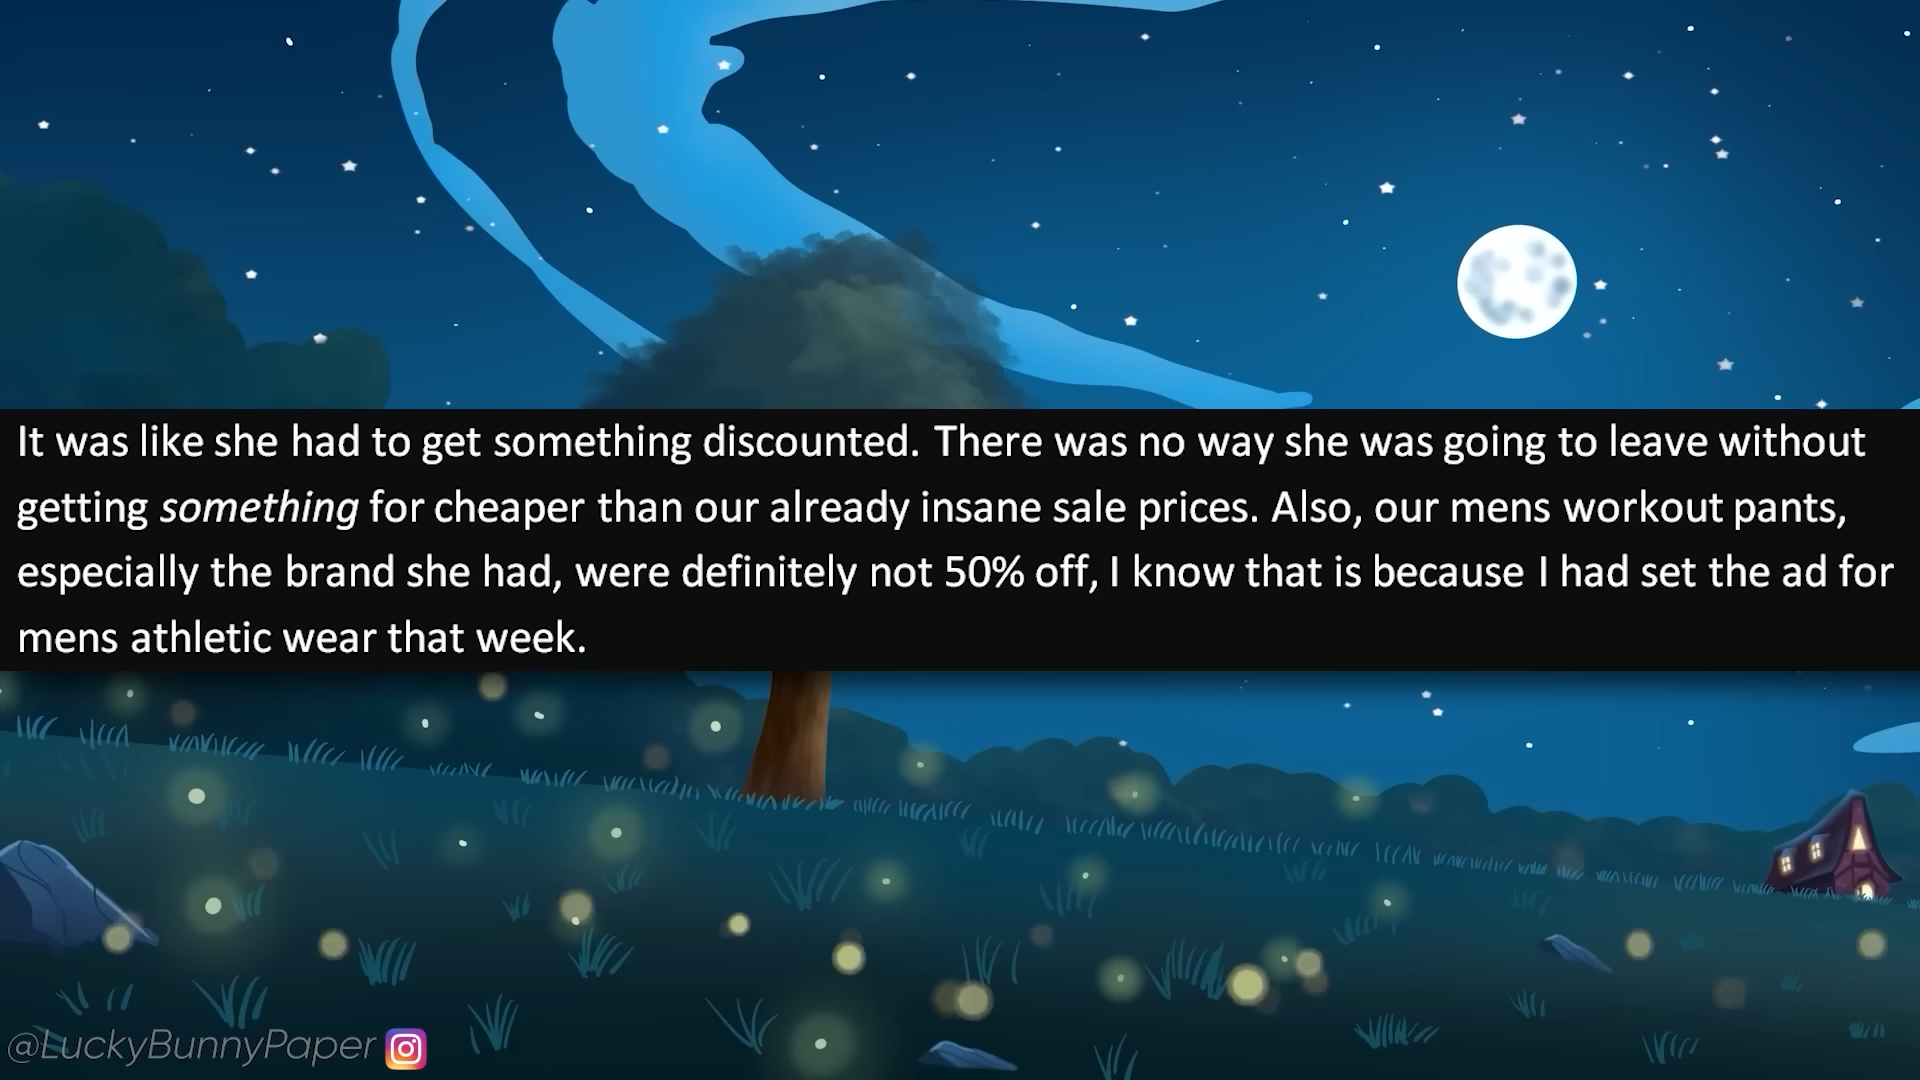 It was like she had to get something discounted. There was no way she was going to leave without
getting something for cheaper than our already insane sale prices. Also, our mens workout pants,
especially the brand she had, were definitely not 50% off, I know that is because I had set the ad for
mens athletic wear that week.
@LuckyBunnyPaper